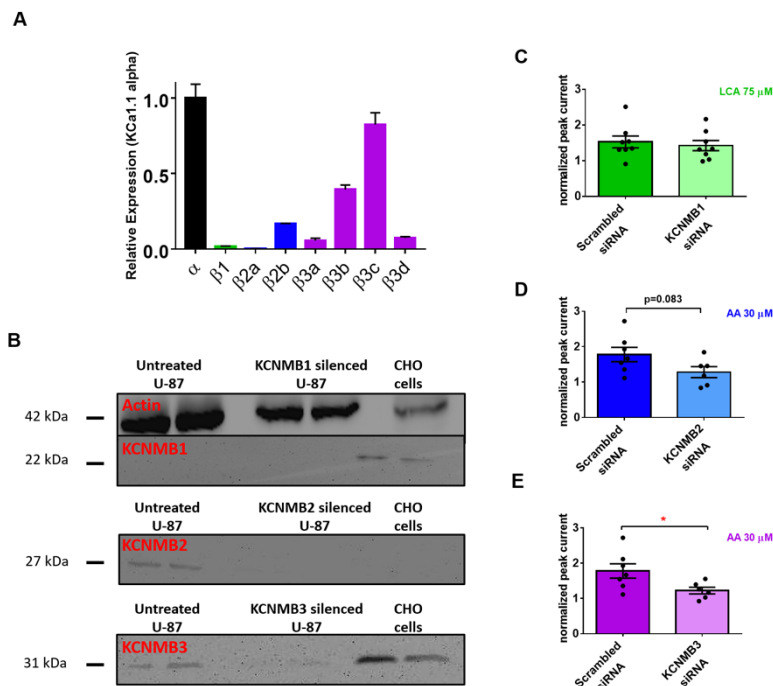 A
Relative Expression (KCa1.1 alpha)
1.0
0.5
0.0
α
β1
β2a
β2b
β3a
β3b
β3c
β3d
B
Untreated
U-87
KCNMB1 silenced
U-87
CHO
cells
Actin
42 kDa
KCNMB1
22 kDa
Untreated
U-87
KCNMB2 silenced
U-87
CHO
cells
KCNMB2
27 kDa
Untreated
U-87
KCNMB3 silenced
U-87
CHO
cells
KCNMB3
31 kDa
C
LCA 75 µM
normalized peak current
3
2
1
0
Scrambled
siRNA
KCNMB1
siRNA
D
p=0.083
AA 30 µM
normalized peak current
3
2
1
0
Scrambled
siRNA
KCNMB2
siRNA
E
*
AA 30 µM
normalized peak current
3
2
1
0
Scrambled
siRNA
KCNMB3
siRNA